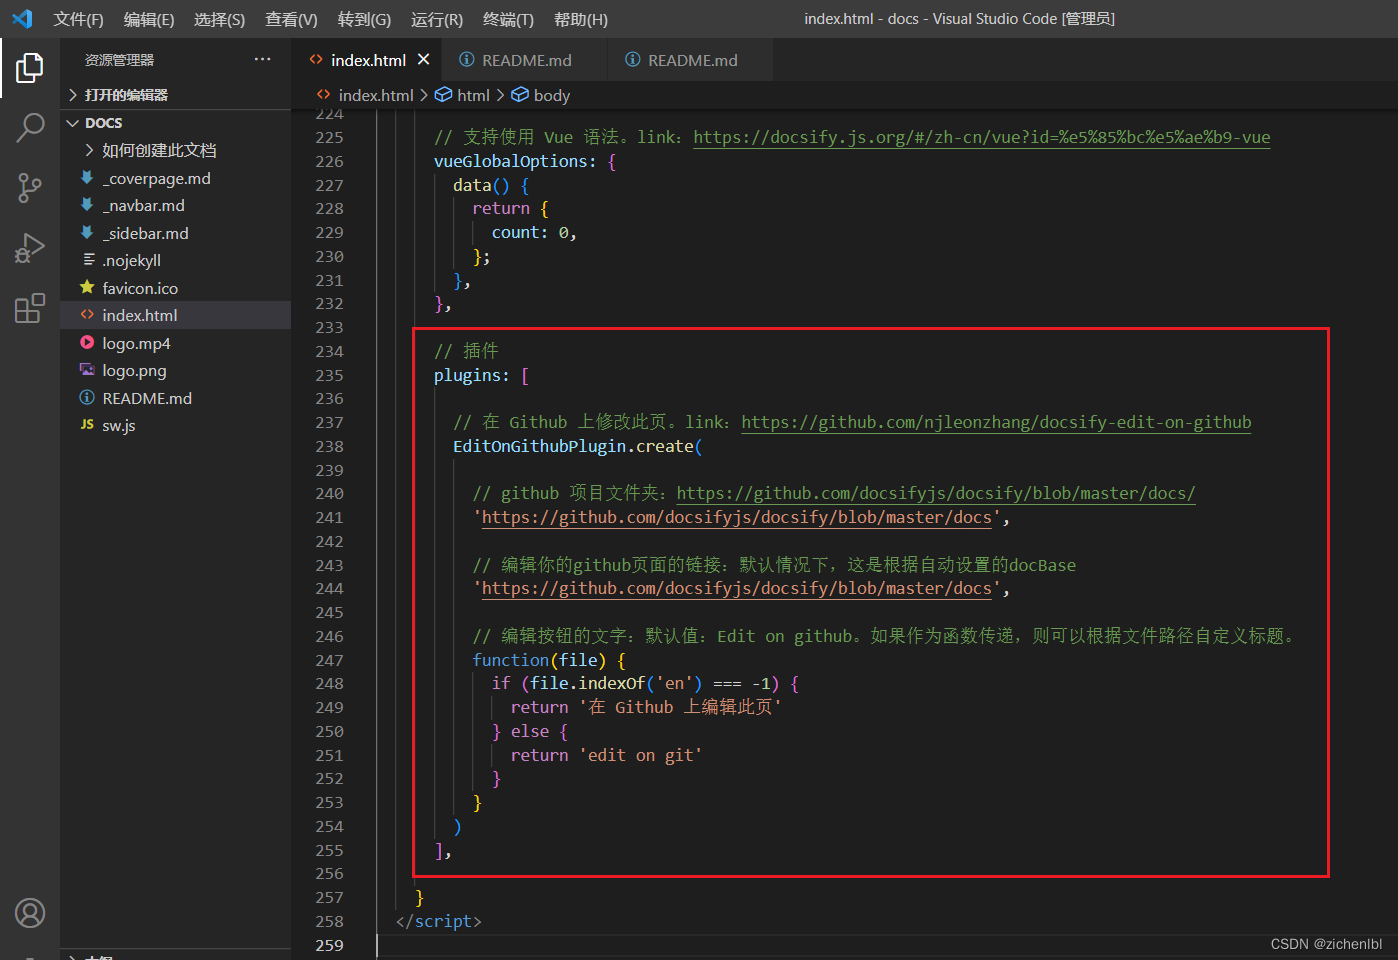 文件(F) 编辑(E) 选择(S) 查看(V) 转到(G) 运行(R) 终端(T) 帮助(H) index.html - docs - Visual Studio Code [管理员]
资源管理器 ···
打开的编辑器
DOCS
如何创建此文档
_coverpage.md
_navbar.md
_sidebar.md
.nojekyll
favicon.ico
index.html
logo.mp4
logo.png
README.md
JS sw.js
index.html README.md README.md
index.html > html > body
224
225 // 支持使用 Vue 语法。link：https://docsify.js.org/#/zh-cn/vue?id=%e5%85%bc%e5%ae%b9-vue
226 vueGlobalOptions: {
227 data() {
228 return {
229 count: 0,
230 };
231 },
232 },
233
234 // 插件
235 plugins: [
236
237 // 在 Github 上修改此页。link：https://github.com/njleonzhang/docsify-edit-on-github
238 EditOnGithubPlugin.create(
239
240 // github 项目文件夹：https://github.com/docsifyjs/docsify/blob/master/docs/
241 'https://github.com/docsifyjs/docsify/blob/master/docs',
242
243 // 编辑你的github页面的链接：默认情况下，这是根据自动设置的docBase
244 'https://github.com/docsifyjs/docsify/blob/master/docs',
245
246 // 编辑按钮的文字：默认值：Edit on github。如果作为函数传递，则可以根据文件路径自定义标题。
247 function(file) {
248 if (file.indexOf('en') === -1) {
249 return '在 Github 上编辑此页'
250 } else {
251 return 'edit on git'
252 }
253 }
254 )
255 ],
256
257 }
258 </script>
259
CSDN @zichenlbl